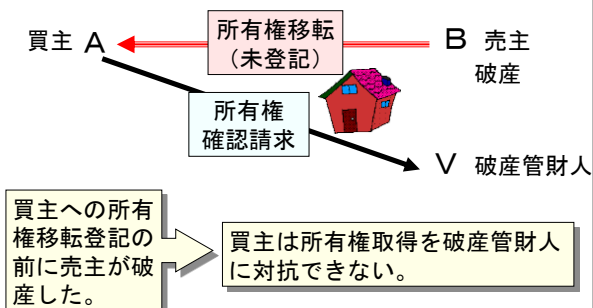 買主 A
所有権移転
（未登記）
B 売主
破産
所有権
確認請求
V 破産管財人
買主への所有
権移転登記の
前に売主が破
産した。
買主は所有権取得を破産管財人
に対抗できない。